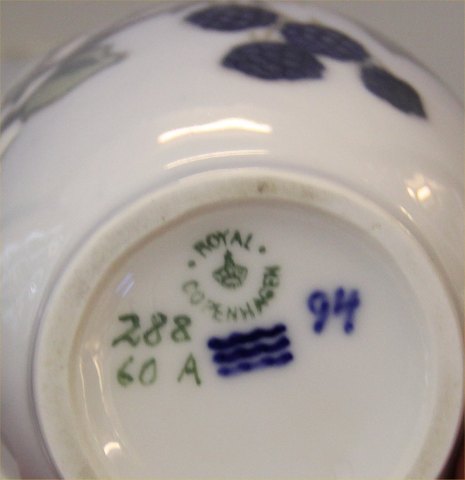 ROYAL
COPENHAGEN
288
60 A
94